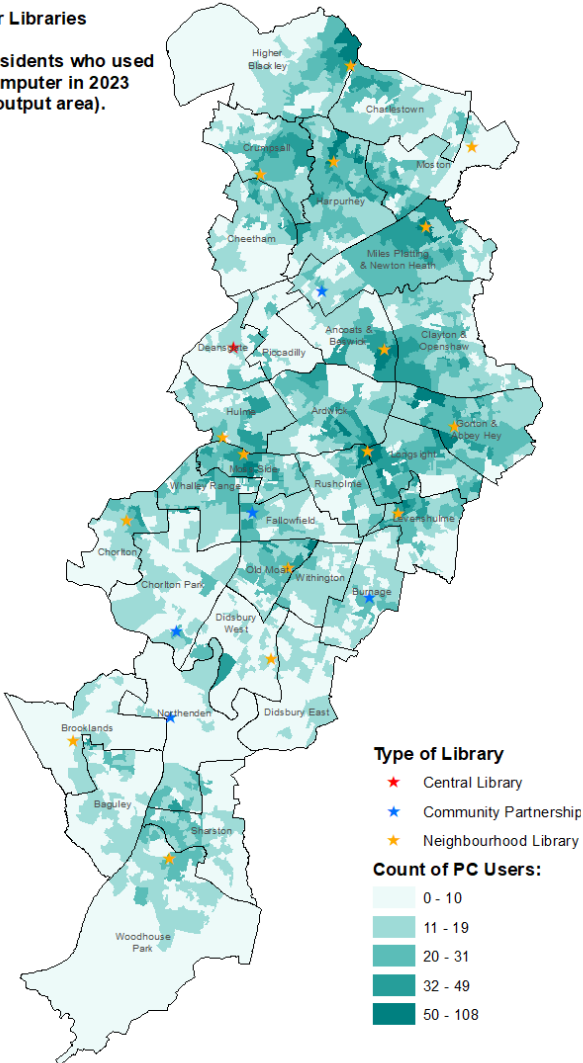 r Libraries
sidents who used
mputer in 2023
output area).
Higher
Blackley
Charlestown
Crumpsall
Moston
Harpurhey
Cheetham
Miles Platting
& Newton Heath
Ancoats &
Beswick
Clayton &
Openshaw
Deansgate
Piccadilly
Hulme
Ardwick
Gorton &
Abbey Hey
Moss Side
Longsight
Whalley Range
Rusholme
Fallowfield
Levenshulme
Chorlton
Old Moat
Withington
Chorlton Park
Burnage
Didsbury
West
Northenden
Didsbury East
Brooklands
Baguley
Sharston
Woodhouse
Park
Type of Library
Central Library
Community Partnership
Neighbourhood Library
Count of PC Users:
0 - 10
11 - 19
20 - 31
32 - 49
50 - 108